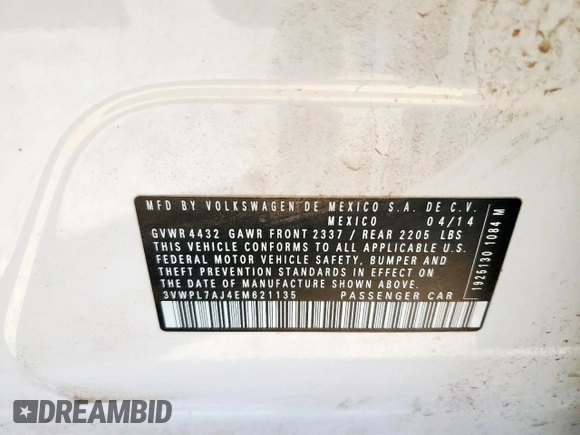 MFD BY VOLKSWAGEN DE MEXICO S.A. DE C.V.
MEXICO 04/14
GVWR 4432 GAWR FRONT 2337 / REAR 2205 LBS
THIS VEHICLE CONFORMS TO ALL APPLICABLE U.S.
FEDERAL MOTOR VEHICLE SAFETY, BUMPER AND
THEFT PREVENTION STANDARDS IN EFFECT ON
THE DATE OF MANUFACTURE SHOWN ABOVE.
3VWPL7AJ4EM621135 PASSENGER CAR
1925130 1084 M
DREAMBID